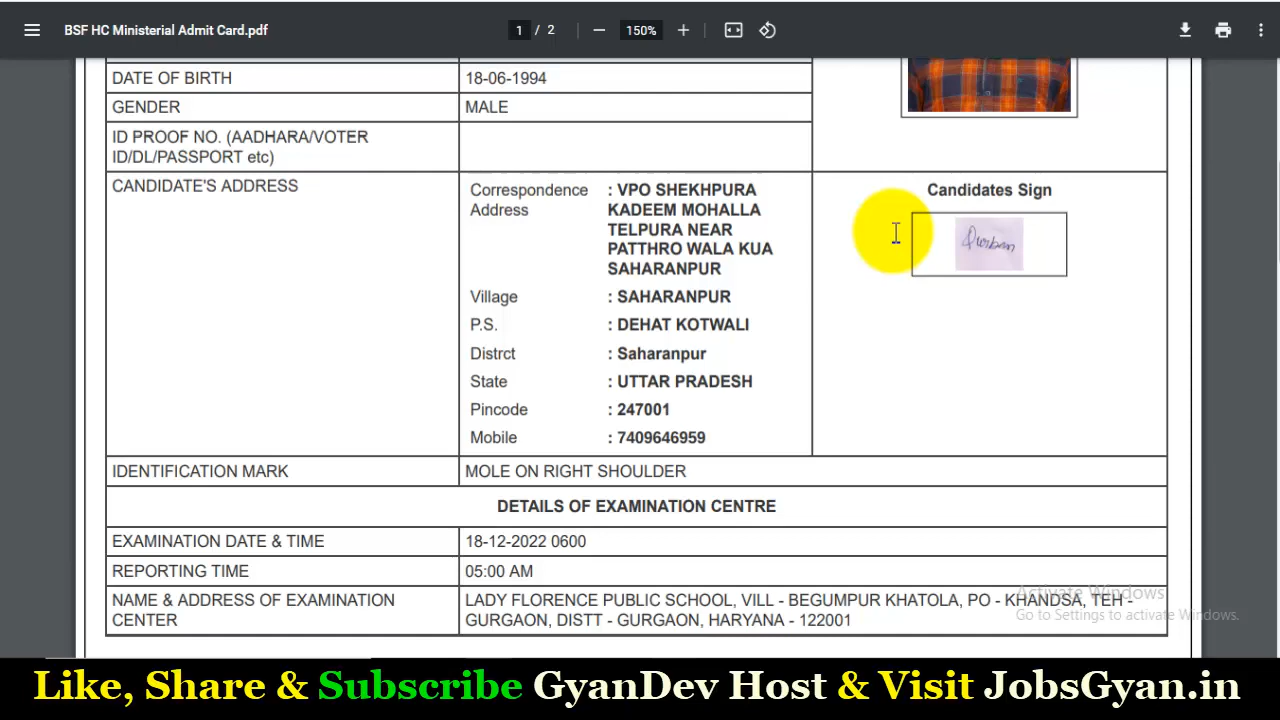 BSF HC Ministerial Admit Card.pdf
1 / 2
150%
DATE OF BIRTH
18-06-1994
GENDER
MALE
ID PROOF NO. (AADHARA/VOTER
ID/DL/PASSPORT etc)
CANDIDATE'S ADDRESS
Correspondence : VPO SHEKHPURA
Address KADEEM MOHALLA
TELPURA NEAR
PATTHRO WALA KUA
SAHARANPUR
Village : SAHARANPUR
P.S. : DEHAT KOTWALI
Distrct : Saharanpur
State : UTTAR PRADESH
Pincode : 247001
Mobile : 7409646959
Candidates Sign
Qurban
IDENTIFICATION MARK
MOLE ON RIGHT SHOULDER
DETAILS OF EXAMINATION CENTRE
EXAMINATION DATE & TIME
18-12-2022 0600
REPORTING TIME
05:00 AM
NAME & ADDRESS OF EXAMINATION
CENTER
LADY FLORENCE PUBLIC SCHOOL, VILL - BEGUMPUR KHATOLA, PO - KHANDSA, TEH -
GURGAON, DISTT - GURGAON, HARYANA - 122001
Activate Windows
Go to Settings to activate Windows.
Like, Share & Subscribe GyanDev Host & Visit JobsGyan.in